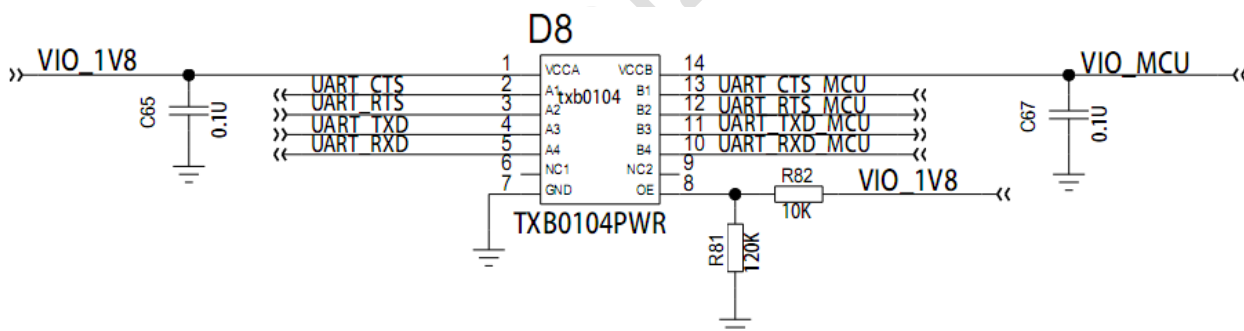 D8
VIO_1V8
1
VCCA
VCCB
14
VIO_MCU
UART_CTS
2
A1
txb0104
B1
13
UART_CTS_MCU
UART_RTS
3
A2
B2
12
UART_RTS_MCU
UART_TXD
4
A3
B3
11
UART_TXD_MCU
UART_RXD
5
A4
B4
10
UART_RXD_MCU
6
NC1
NC2
9
7
GND
OE
8
C65
0.1U
C67
0.1U
R82
10K
VIO_1V8
TXB0104PWR
R81
120K